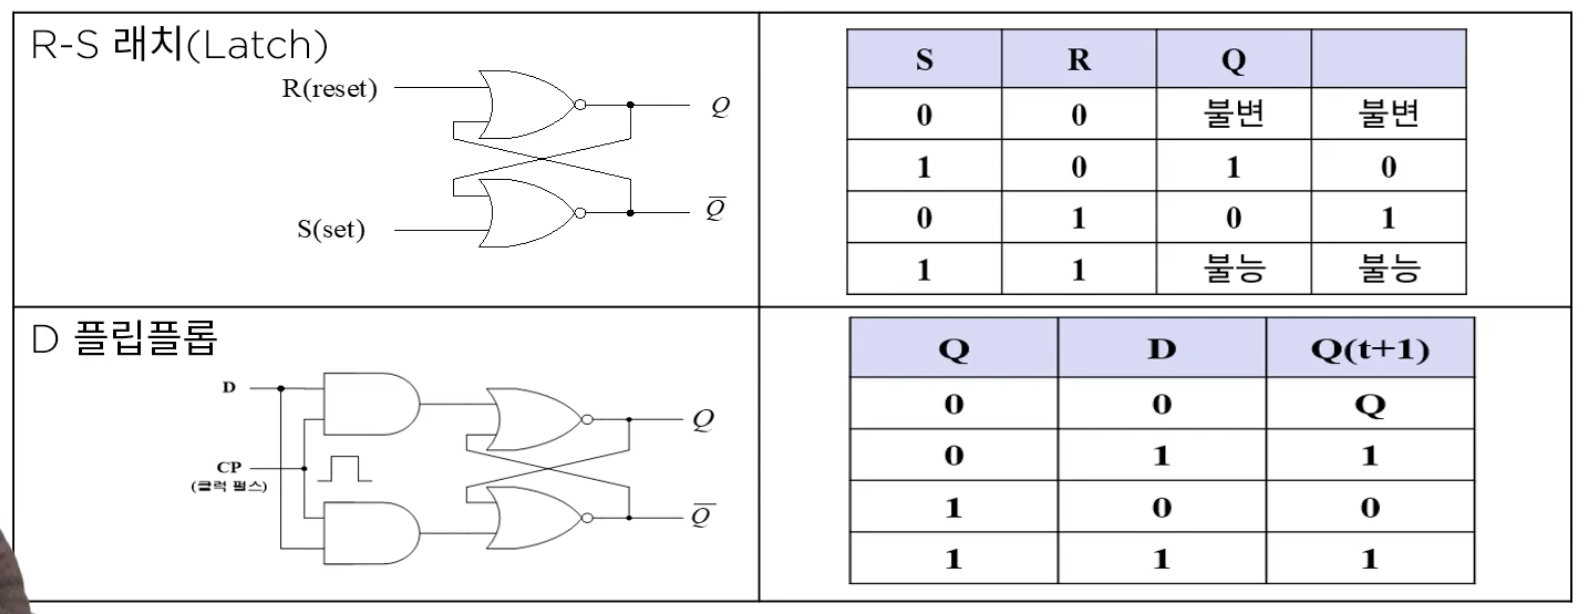 R-S 래치(Latch)
R(reset)
Q
Q̅
S(set)
S R Q
0 0 불변 불변
1 0 1 0
0 1 0 1
1 1 불능 불능
D 플립플롭
D
Q
CP
(클럭 펄스)
Q̅
Q D Q(t+1)
0 0 Q
0 1 1
1 0 0
1 1 1